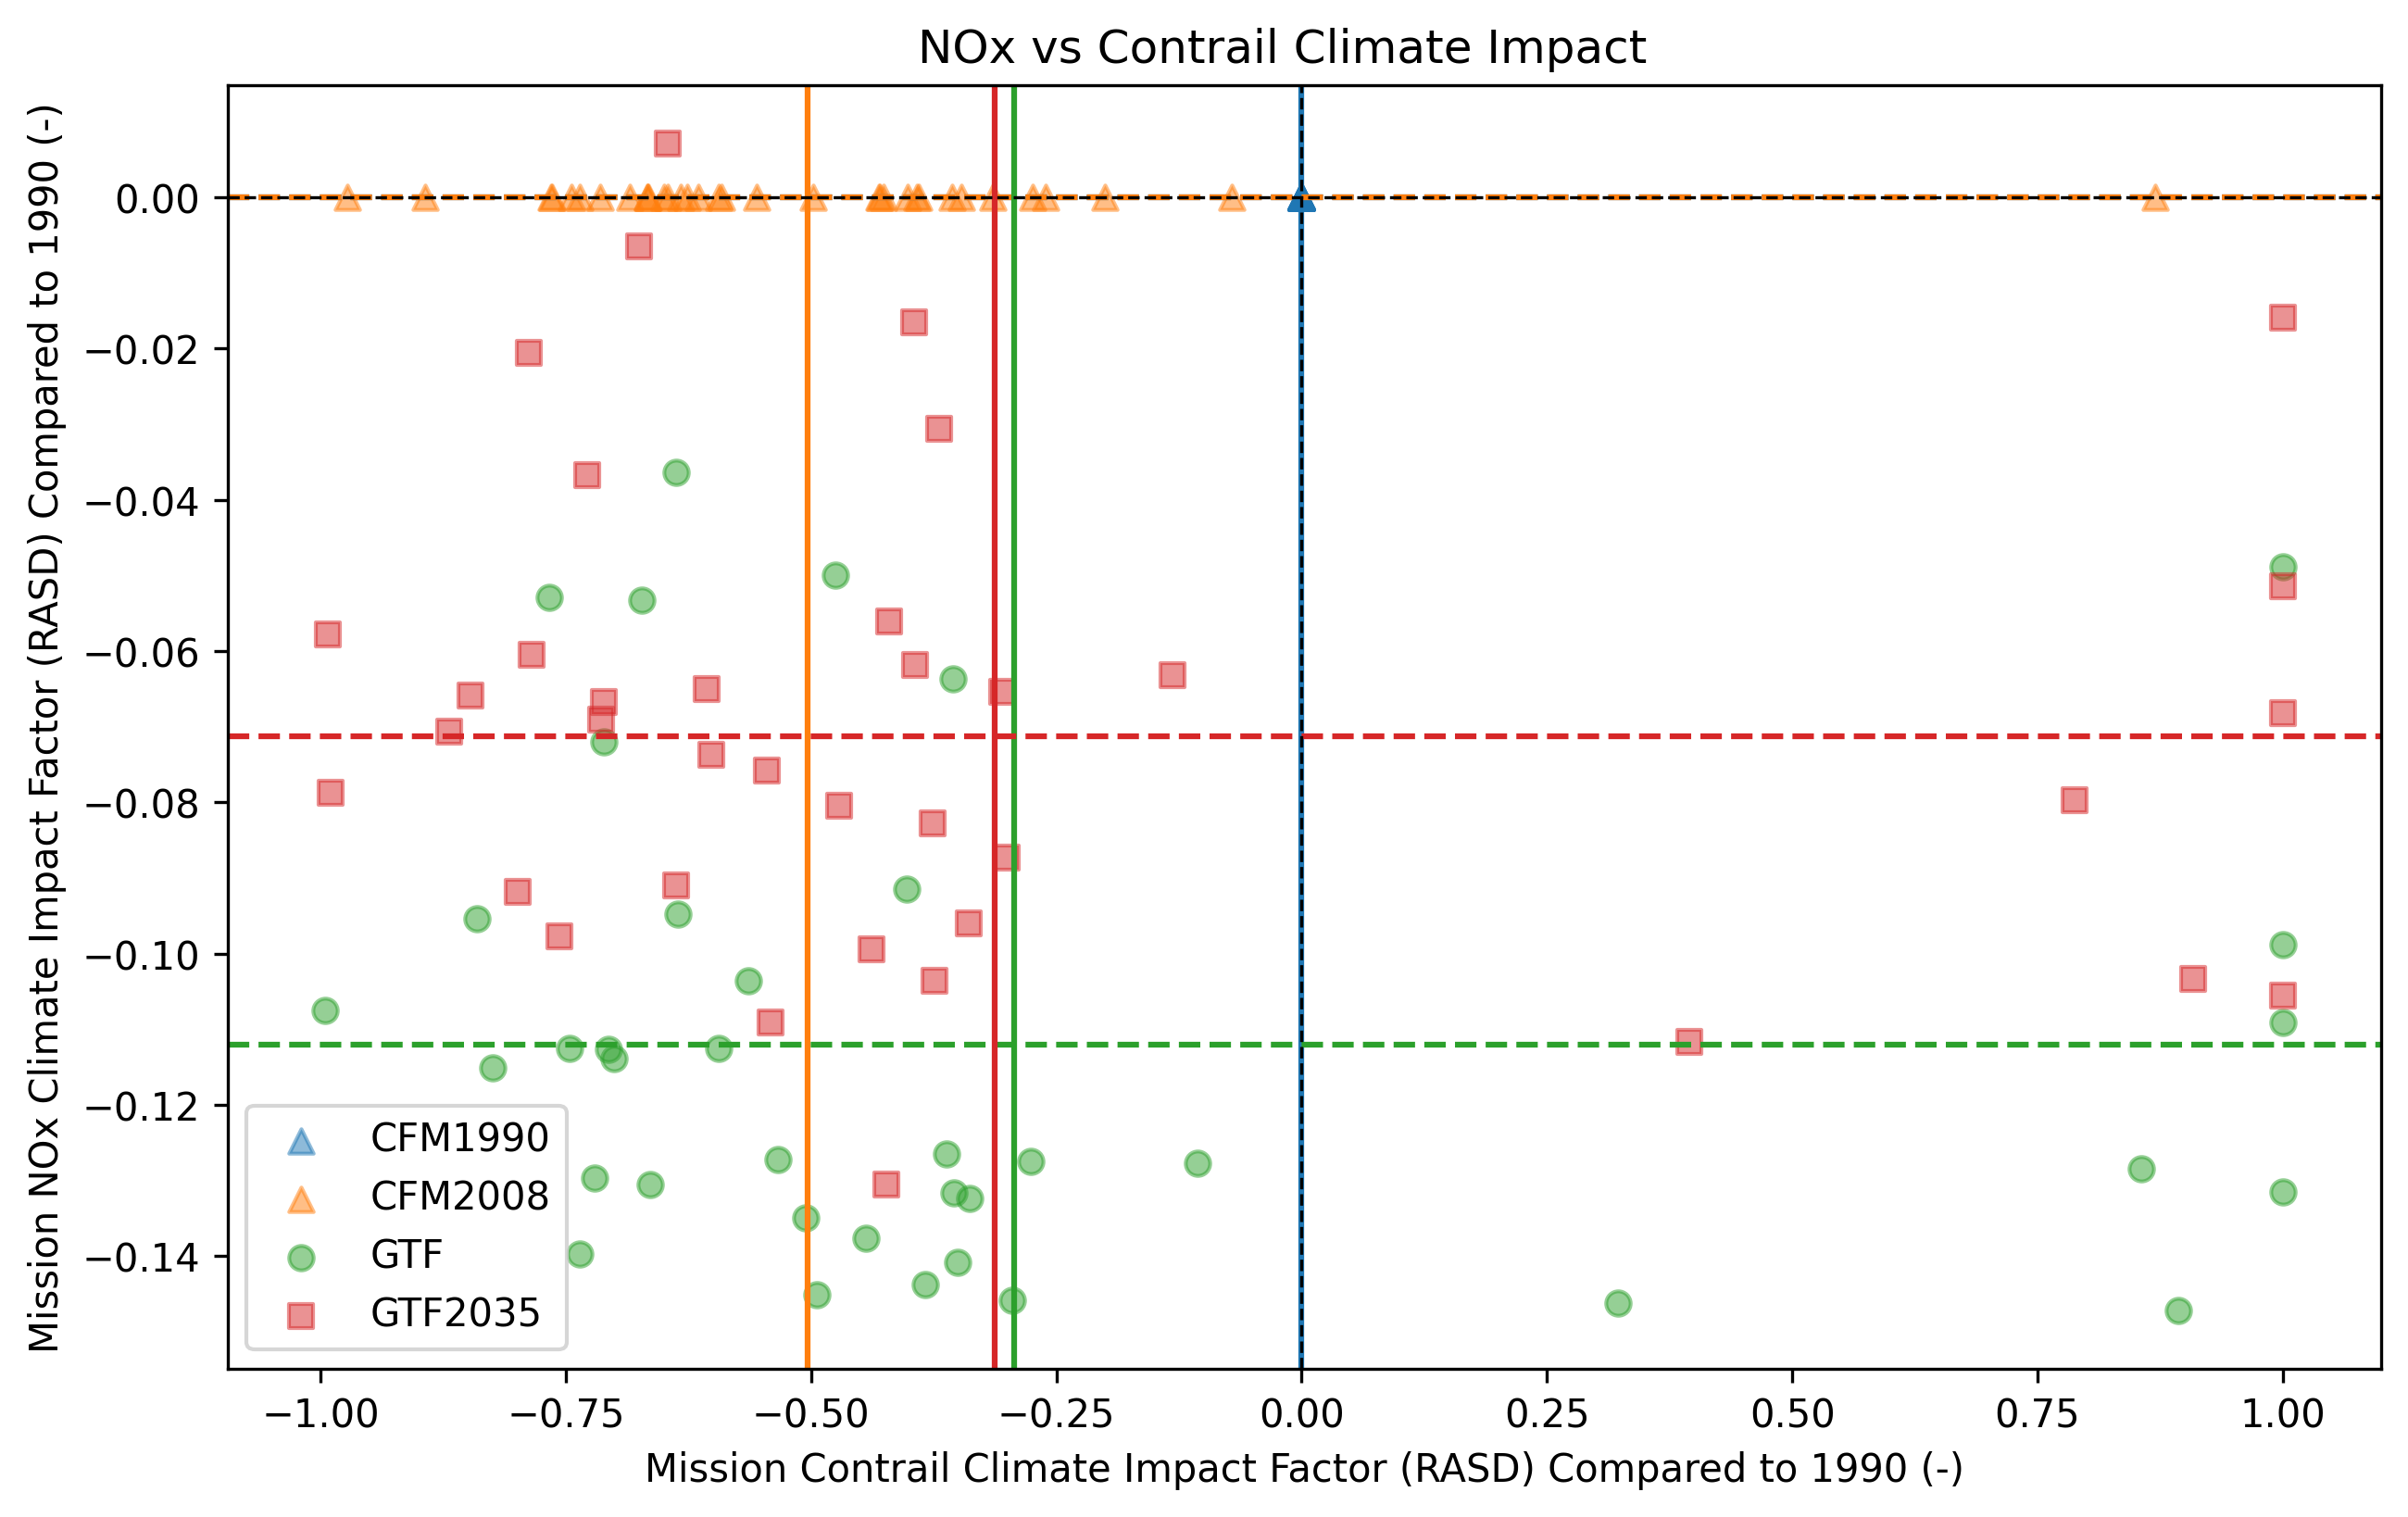 NOx vs Contrail Climate Impact
Mission NOx Climate Impact Factor (RASD) Compared to 1990 (-)
0.00
−0.02
−0.04
−0.06
−0.08
−0.10
−0.12
−0.14
CFM1990
CFM2008
GTF
GTF2035
−1.00 −0.75 −0.50 −0.25 0.00 0.25 0.50 0.75 1.00
Mission Contrail Climate Impact Factor (RASD) Compared to 1990 (-)